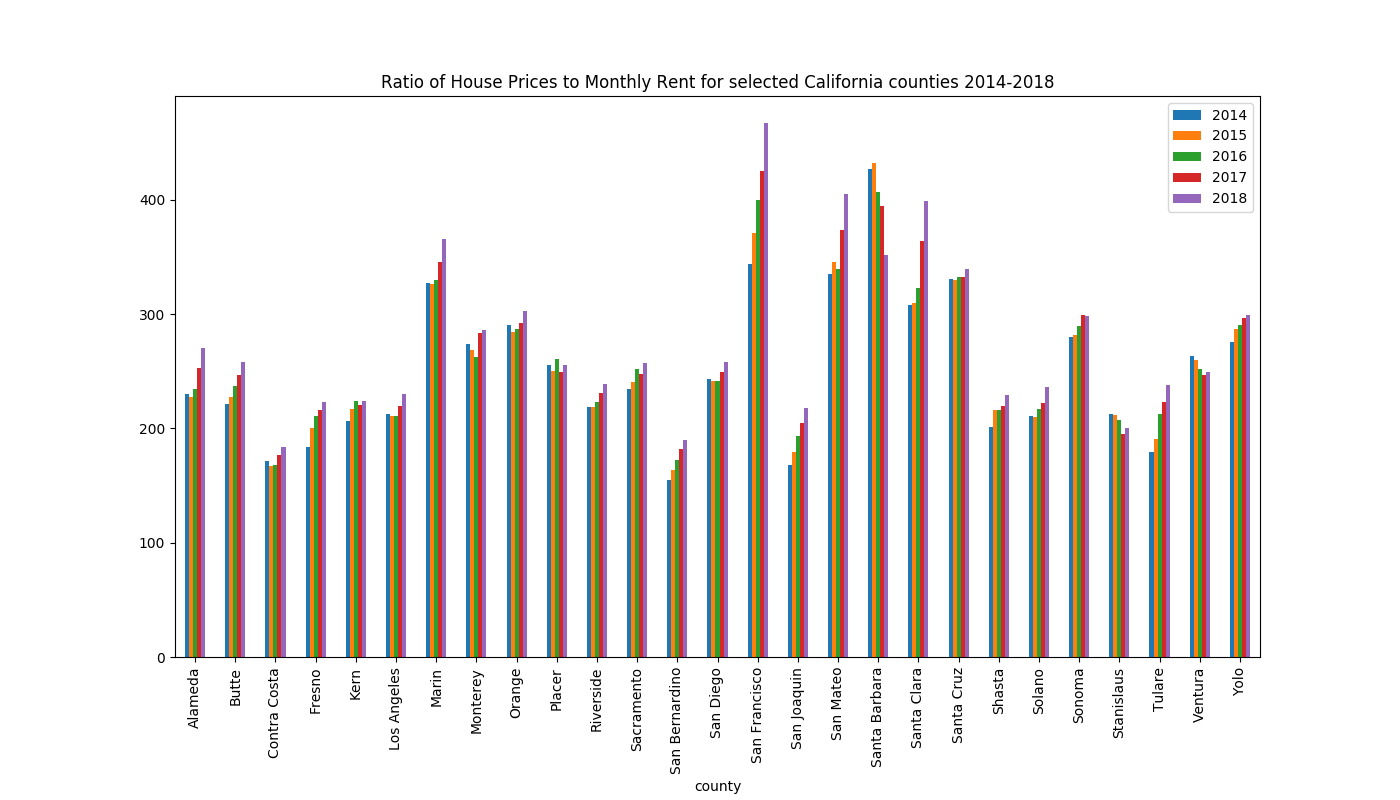 Ratio of House Prices to Monthly Rent for selected California counties 2014-2018
2014
2015
2016
2017
2018
400
300
200
100
0
Alameda
Butte
Contra Costa
Fresno
Kern
Los Angeles
Marin
Monterey
Orange
Placer
Riverside
Sacramento
San Bernardino
San Diego
San Francisco
San Joaquin
San Mateo
Santa Barbara
Santa Clara
Santa Cruz
Shasta
Solano
Sonoma
Stanislaus
Tulare
Ventura
Yolo
county